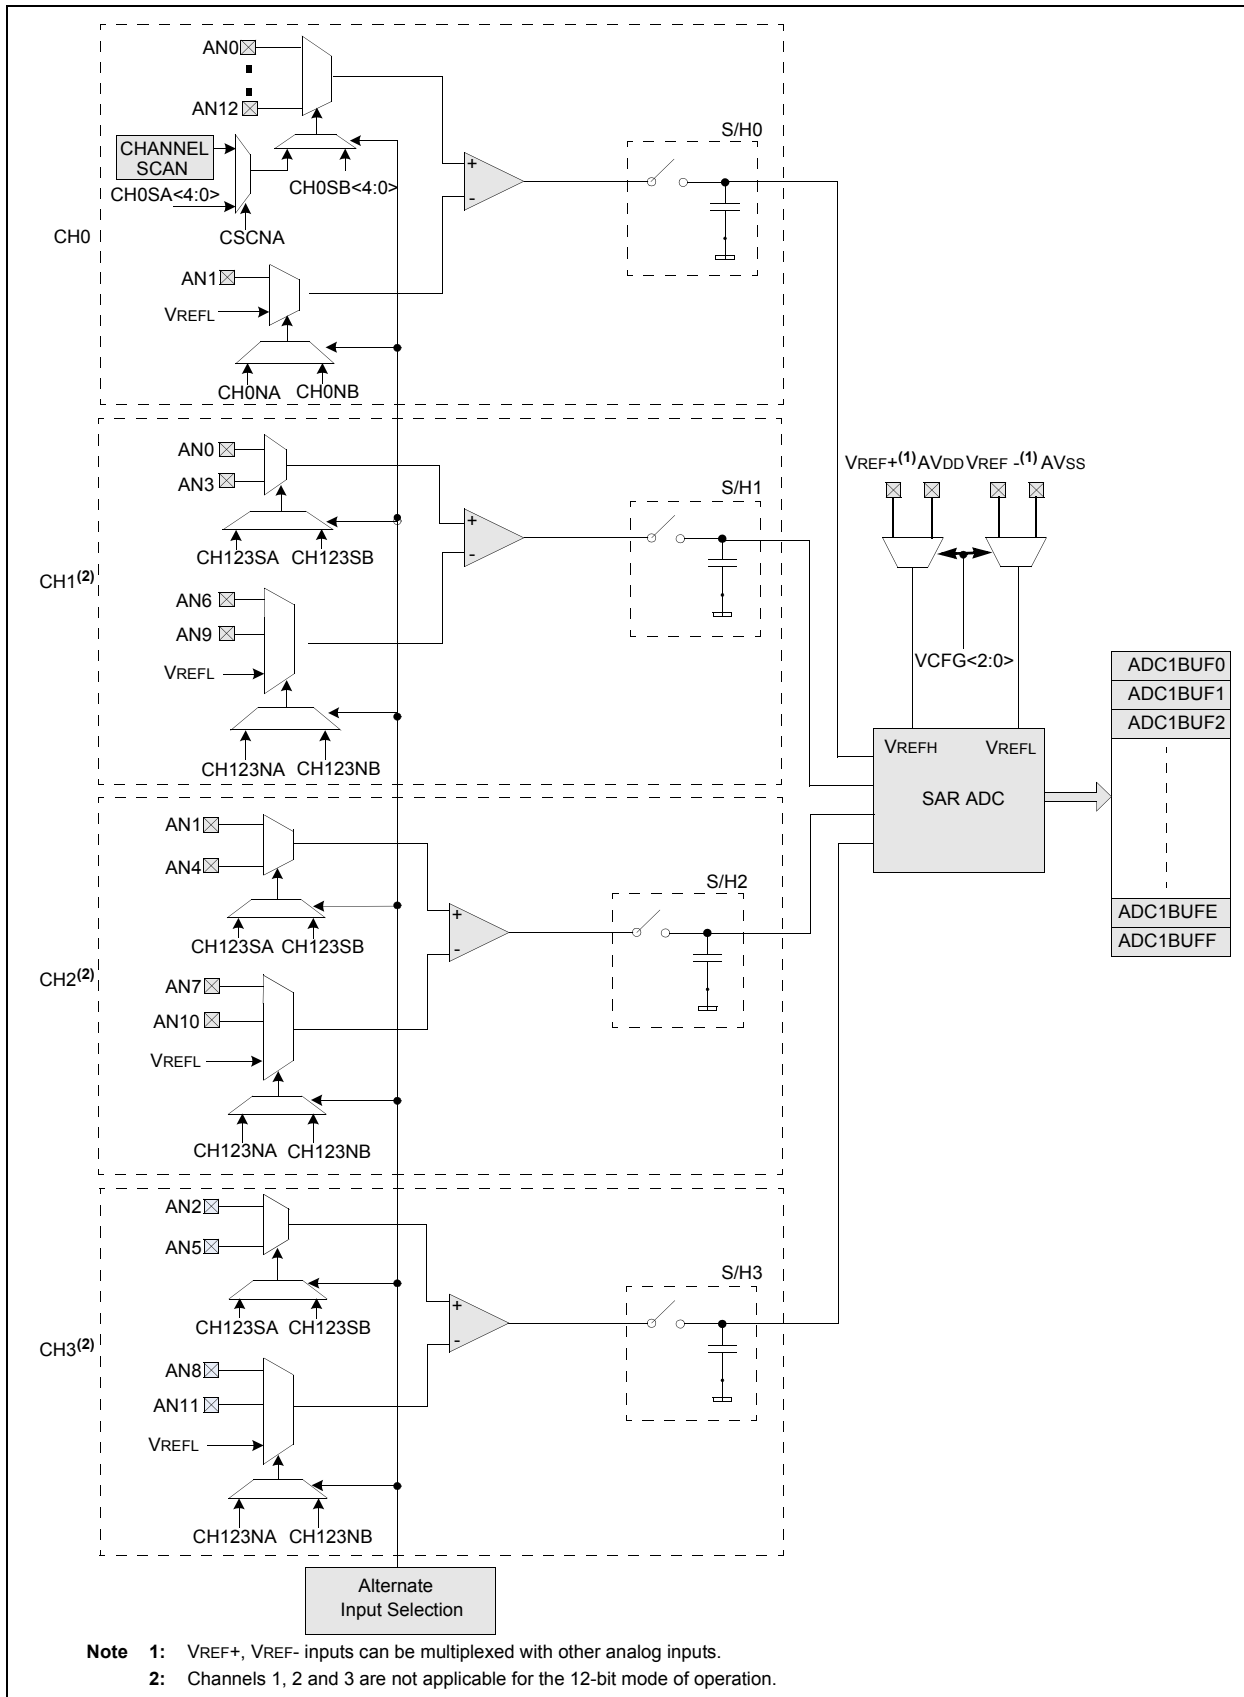 AN0
AN12
CHANNEL
SCAN
CH0SA<4:0>
CH0SB<4:0>
CSCNA
CH0
AN1
VREFL
CH0NA
CH0NB
+
-
S/H0
AN0
AN3
CH123SA
CH123SB
CH1(2)
AN6
AN9
VREFL
CH123NA
CH123NB
+
-
S/H1
VREF+(1) AVDD VREF -(1) AVSS
VCFG<2:0>
VREFH
VREFL
SAR ADC
ADC1BUF0
ADC1BUF1
ADC1BUF2
ADC1BUFE
ADC1BUFF
AN1
AN4
CH123SA
CH123SB
CH2(2)
AN7
AN10
VREFL
CH123NA
CH123NB
+
-
S/H2
AN2
AN5
CH123SA
CH123SB
CH3(2)
AN8
AN11
VREFL
CH123NA
CH123NB
+
-
S/H3
Alternate
Input Selection
Note 1: VREF+, VREF- inputs can be multiplexed with other analog inputs.
2: Channels 1, 2 and 3 are not applicable for the 12-bit mode of operation.